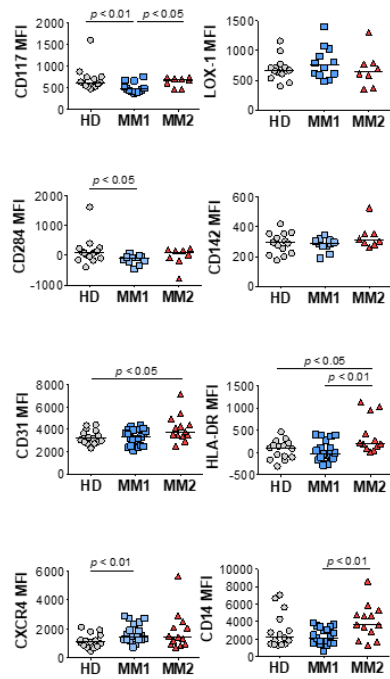 p < 0.01 p < 0.05
CD117 MFI
2000
1500
1000
500
0
HD MM1 MM2
LOX-1 MFI
1500
1000
500
0
HD MM1 MM2
p < 0.05
CD284 MFI
2000
1000
0
-1000
HD MM1 MM2
CD142 MFI
600
400
200
0
HD MM1 MM2
p < 0.05
CD31 MFI
8000
6000
4000
2000
0
HD MM1 MM2
p < 0.05
p < 0.01
HLA-DR MFI
1500
1000
500
0
-500
HD MM1 MM2
p < 0.01
CXCR4 MFI
6000
4000
2000
0
HD MM1 MM2
p < 0.01
CD14 MFI
10000
8000
6000
4000
2000
0
HD MM1 MM2